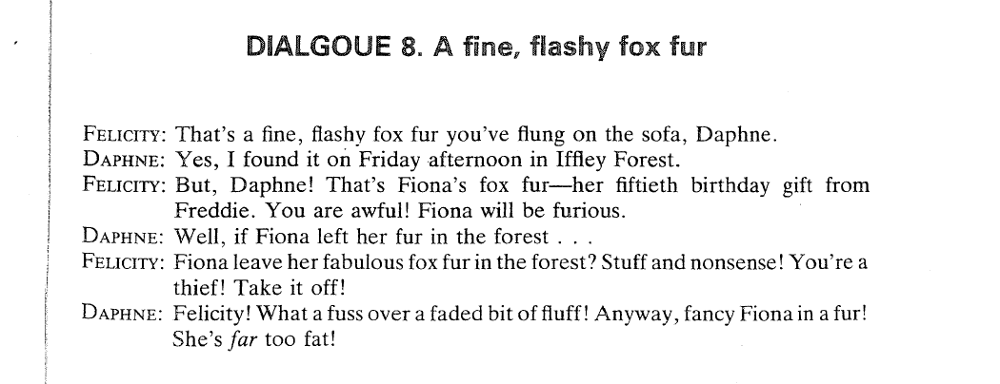 DIALGOUE 8. A fine, flashy fox fur
FELICITY: That's a fine, flashy fox fur you've flung on the sofa, Daphne.
DAPHNE: Yes, I found it on Friday afternoon in Iffley Forest.
FELICITY: But, Daphne! That's Fiona's fox fur—her fiftieth birthday gift from
Freddie. You are awful! Fiona will be furious.
DAPHNE: Well, if Fiona left her fur in the forest . . .
FELICITY: Fiona leave her fabulous fox fur in the forest? Stuff and nonsense! You're a
thief! Take it off!
DAPHNE: Felicity! What a fuss over a faded bit of fluff! Anyway, fancy Fiona in a fur!
She's far too fat!